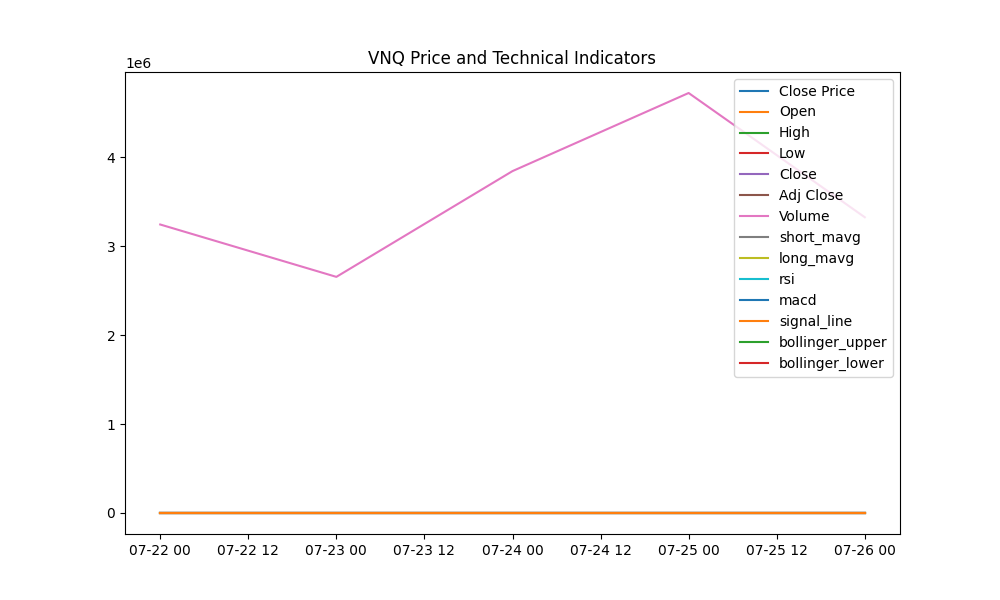 VNQ Price and Technical Indicators
1e6
Close Price
Open
High
Low
Close
Adj Close
Volume
short_mavg
long_mavg
rsi
macd
signal_line
bollinger_upper
bollinger_lower
4
3
2
1
0
07-22 00 07-22 12 07-23 00 07-23 12 07-24 00 07-24 12 07-25 00 07-25 12 07-26 00